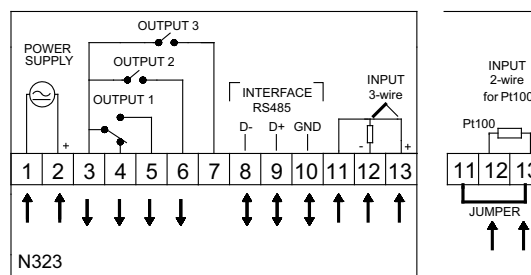 OUTPUT 3
POWER
SUPPLY
OUTPUT 2
OUTPUT 1
INTERFACE
RS485
D- D+ GND
INPUT
3-wire
+ - +
1 2 3 4 5 6 7 8 9 10 11 12 13
N323
INPUT
2-wire
for Pt100
Pt100
11 12 13
JUMPER